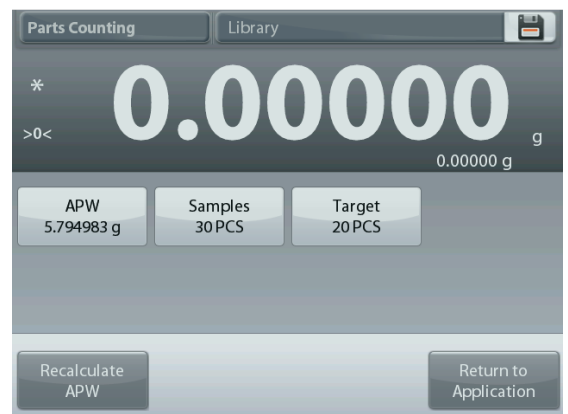 Parts Counting
Library
*
0.00000 g
>0<
0.00000 g
APW
5.794983 g
Samples
30 PCS
Target
20 PCS
Recalculate
APW
Return to
Application